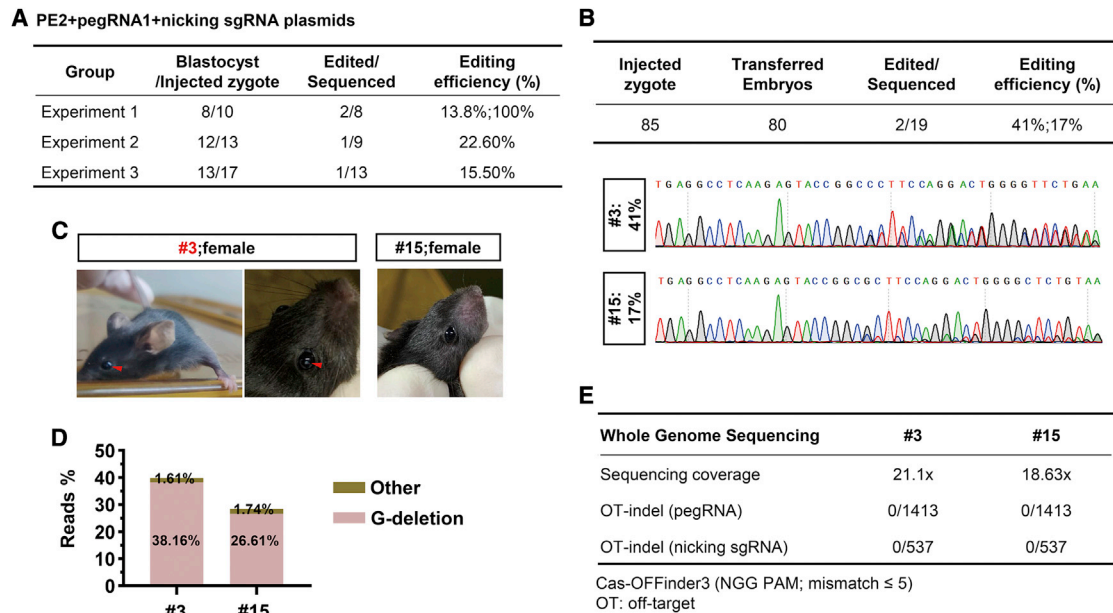 A PE2+pegRNA1+nicking sgRNA plasmids
Group Blastocyst /Injected zygote Edited/ Sequenced Editing efficiency (%)
Experiment 1 8/10 2/8 13.8%;100%
Experiment 2 12/13 1/9 22.60%
Experiment 3 13/17 1/13 15.50%
B
Injected zygote Transferred Embryos Edited/ Sequenced Editing efficiency (%)
85 80 2/19 41%;17%
#3: 41%
TGAGGCCTCAAGAGTACCGGCCCTTCCAGGACTGGGGTTCTGAA
#15: 17%
TGAGGCCTCAAGAGTACCGGCGCTTCCAGGACTGGGGCTCTGTAA
C
#3;female
#15;female
D
Reads %
50
40
30
20
10
0
1.61%
38.16%
1.74%
26.61%
#3 #15
Other
G-deletion
E
Whole Genome Sequencing #3 #15
Sequencing coverage 21.1x 18.63x
OT-indel (pegRNA) 0/1413 0/1413
OT-indel (nicking sgRNA) 0/537 0/537
Cas-OFFinder3 (NGG PAM; mismatch ≤ 5)
OT: off-target